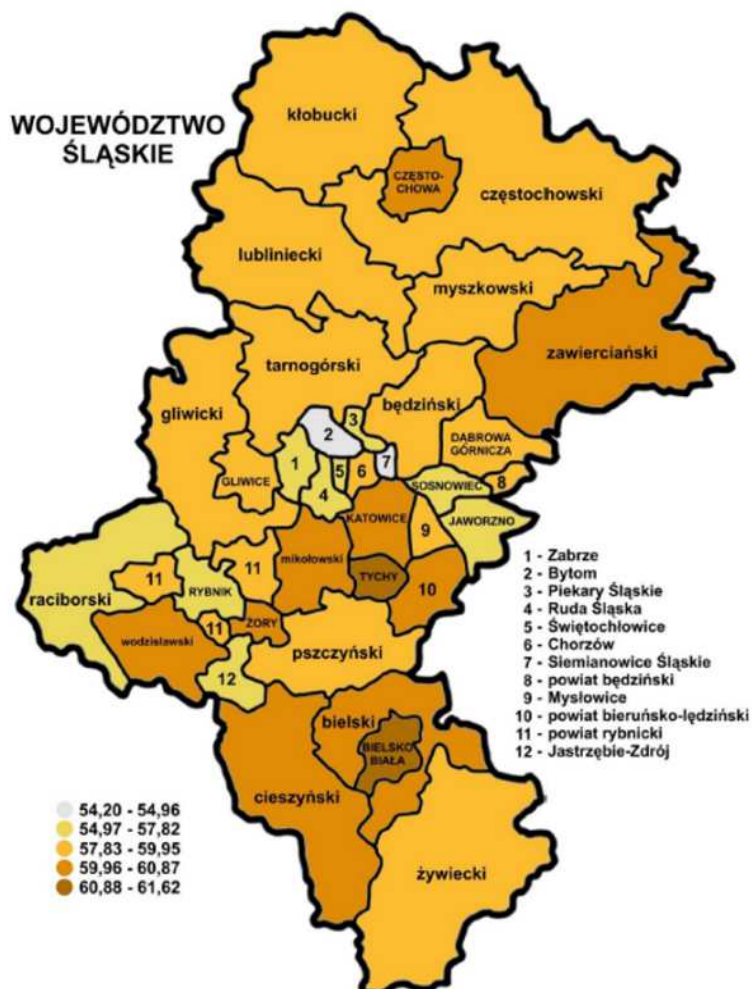 WOJEWÓDZTWO
ŚLĄSKIE
kłobucki
CZĘSTO-
CHOWA
częstochowski
lubliniecki
myszkowski
zawierciański
tarnogórski
gliwicki
będziński
DĄBROWA
GÓRNICZA
3
2
7
1
5
6
4
GLIWICE
SOSNOWIEC
8
KATOWICE
9
JAWORZNO
mikołowski
11
11
raciborski
RYBNIK
TYCHY
10
wodzisławski
11
ŻORY
12
pszczyński
bielski
BIELSKO
BIAŁA
cieszyński
żywiecki
1 - Zabrze
2 - Bytom
3 - Piekary Śląskie
4 - Ruda Śląska
5 - Świętochłowice
6 - Chorzów
7 - Siemianowice Śląskie
8 - powiat będziński
9 - Mysłowice
10 - powiat bieruńsko-lędziński
11 - powiat rybnicki
12 - Jastrzębie-Zdrój
54,20 - 54,96
54,97 - 57,82
57,83 - 59,95
59,96 - 60,87
60,88 - 61,62